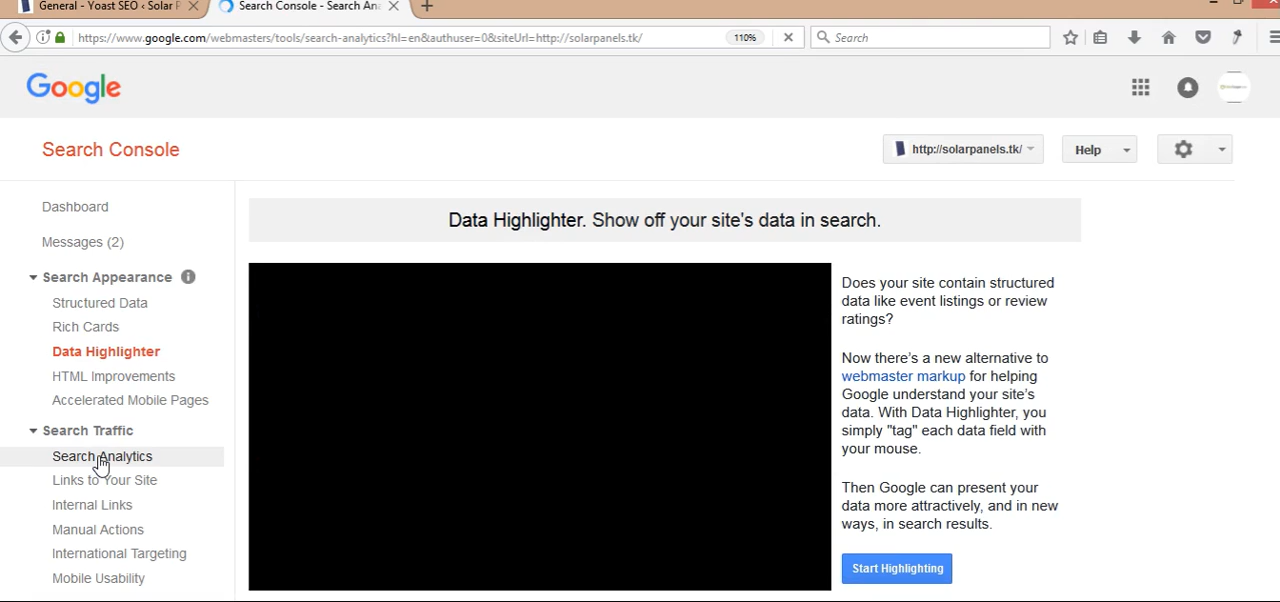 General - Yoast SEO ‹ Solar P
Search Console - Search Ana
https://www.google.com/webmasters/tools/search-analytics?hl=en&authuser=0&siteUrl=http://solarpanels.tk/
110%
Search
Google
Search Console
http://solarpanels.tk/
Help
Dashboard
Messages (2)
Search Appearance
Structured Data
Rich Cards
Data Highlighter
HTML Improvements
Accelerated Mobile Pages
Search Traffic
Search Analytics
Links to Your Site
Internal Links
Manual Actions
International Targeting
Mobile Usability
Data Highlighter. Show off your site's data in search.
Does your site contain structured
data like event listings or review
ratings?
Now there's a new alternative to
webmaster markup for helping
Google understand your site's
data. With Data Highlighter, you
simply "tag" each data field with
your mouse.
Then Google can present your
data more attractively, and in new
ways, in search results.
Start Highlighting